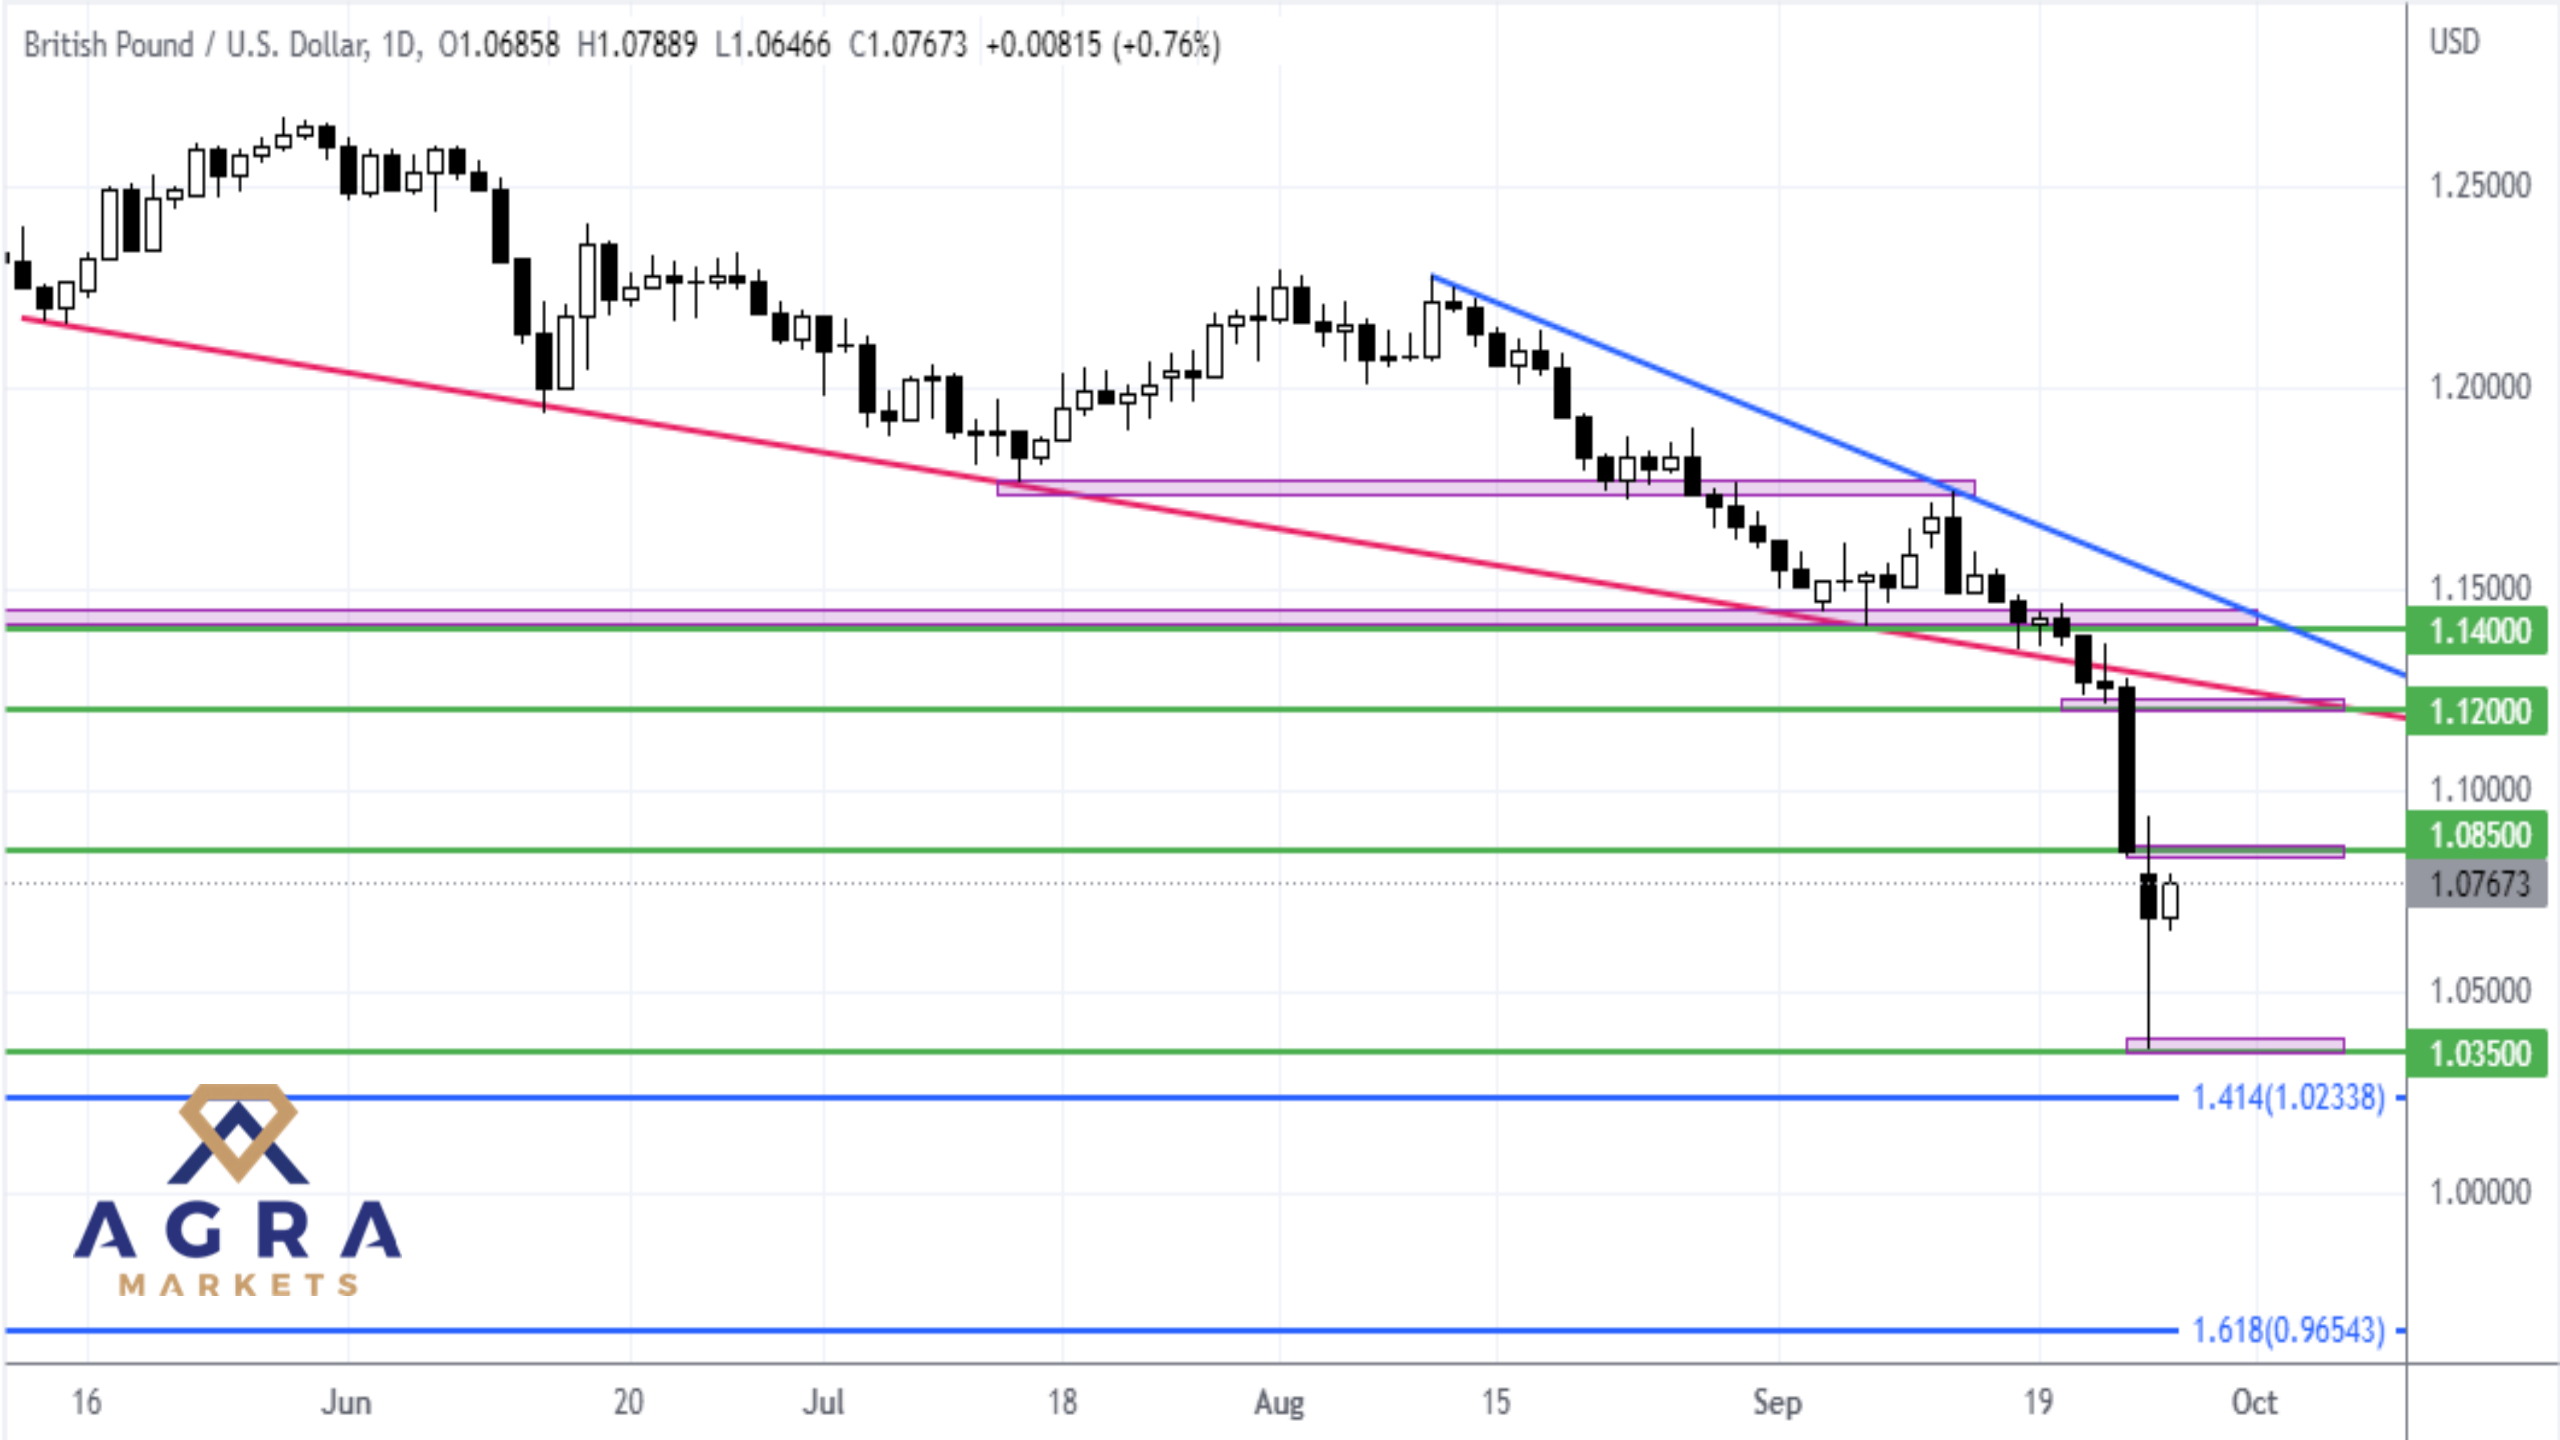 British Pound / U.S. Dollar, 1D, O1.06858 H1.07889 L1.06466 C1.07673 +0.00815 (+0.76%)
USD
1.25000
1.20000
1.15000
1.14000
1.12000
1.10000
1.08500
1.07673
1.05000
1.03500
1.414(1.02338)
1.00000
1.618(0.96543)
AGRA
MARKETS
16 Jun 20 Jul 18 Aug 15 Sep 19 Oct